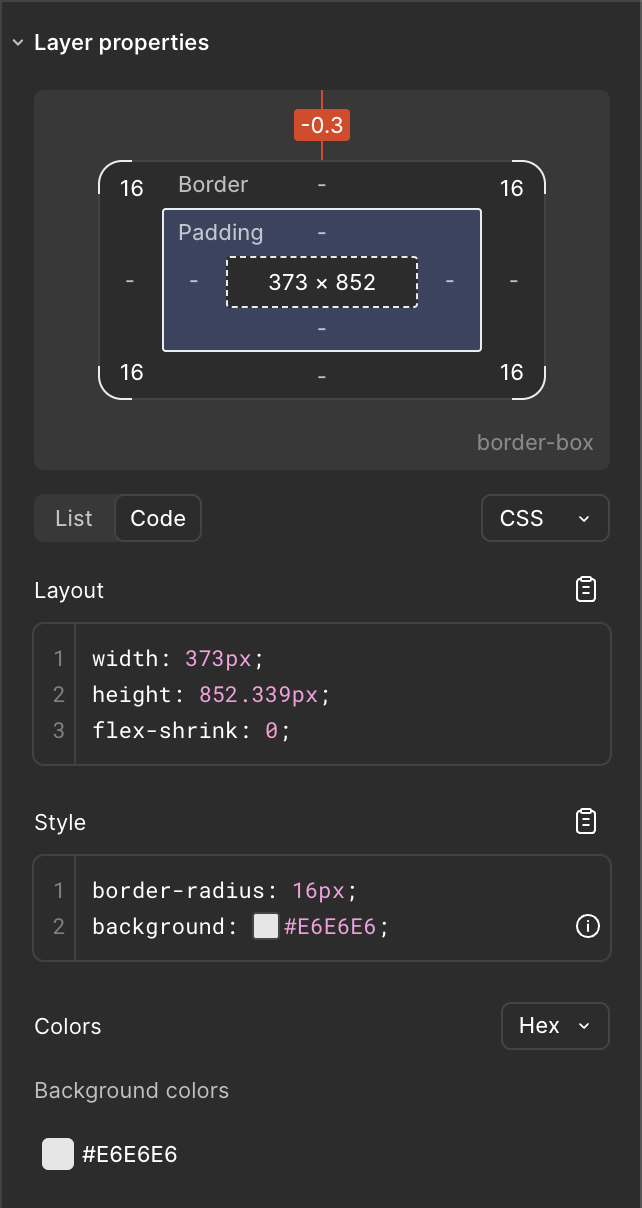 Layer properties
-0.3
16 Border - 16
Padding -
- - 373 × 852 - -
-
16 - 16
border-box
List Code CSS
Layout
1 width: 373px;
2 height: 852.339px;
3 flex-shrink: 0;
Style
1 border-radius: 16px;
2 background: #E6E6E6;
Colors Hex
Background colors
#E6E6E6